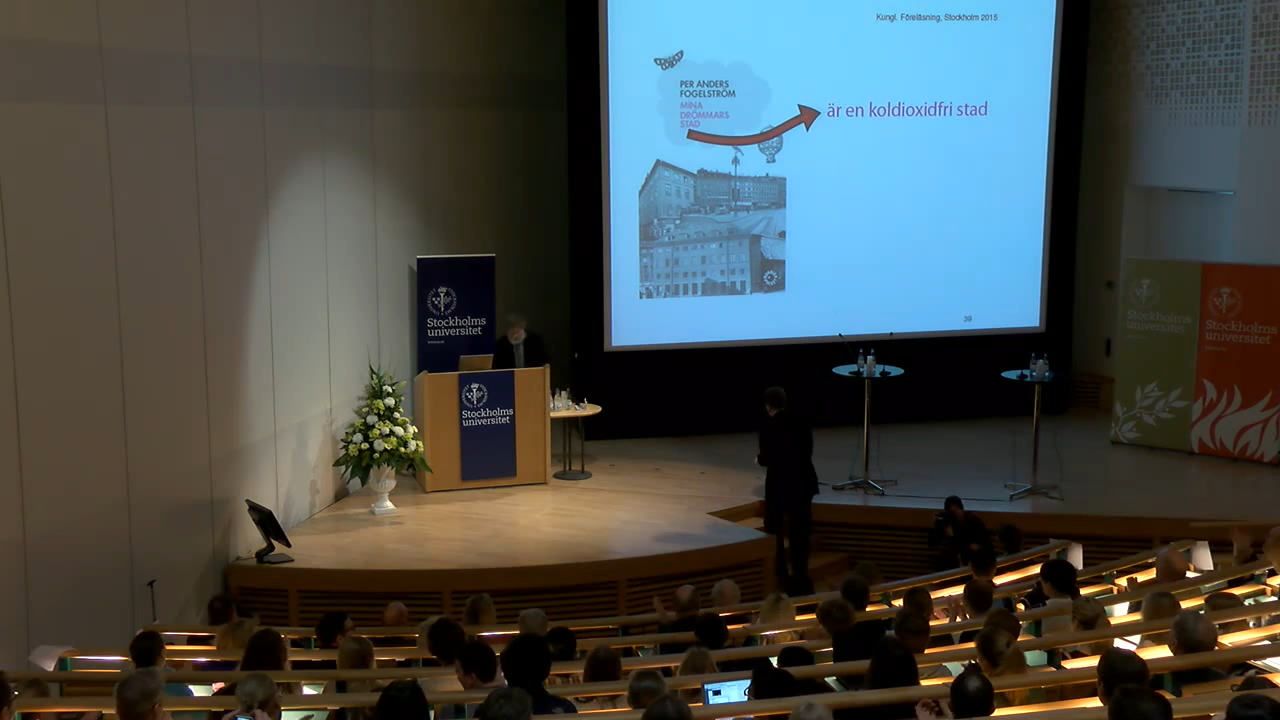 Kungl. Föreläsning, Stockholm 2015
PER ANDERS
FOGELSTRÖM
MINA
DRÖMMARS
STAD
är en koldioxidfri stad
39
Stockholms
universitet
Stockholms
universitet
Stockholms
universitet
Stockholms
universitet